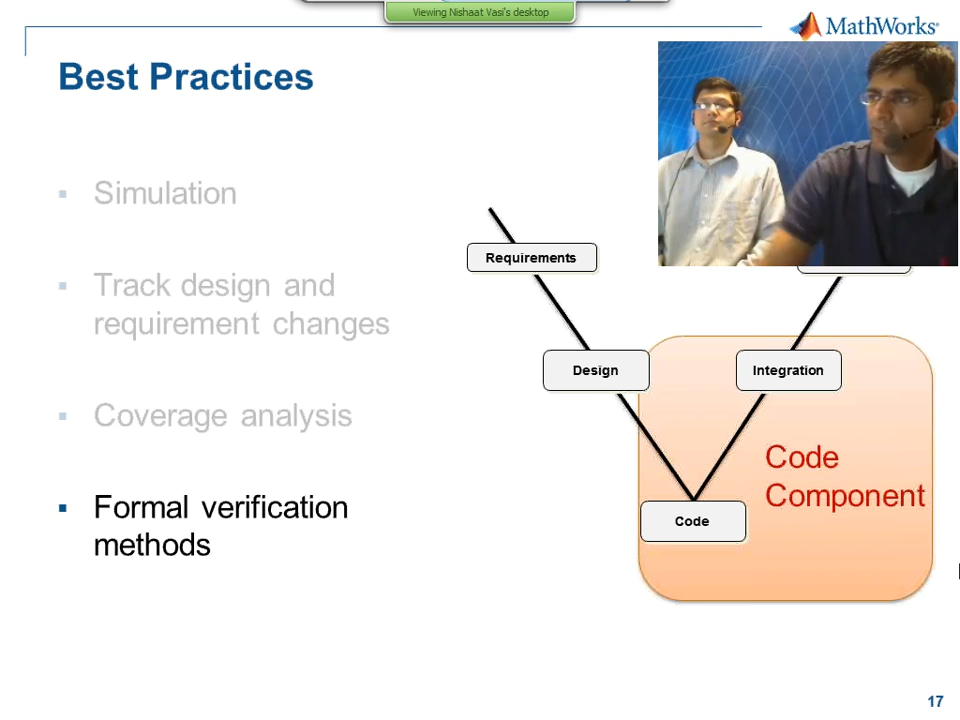 Viewing Nishaat Vasi's desktop
MathWorks®
Best Practices
Simulation
Track design and
requirement changes
Coverage analysis
Formal verification
methods
Requirements
Design
Integration
Code
Component
Code
17